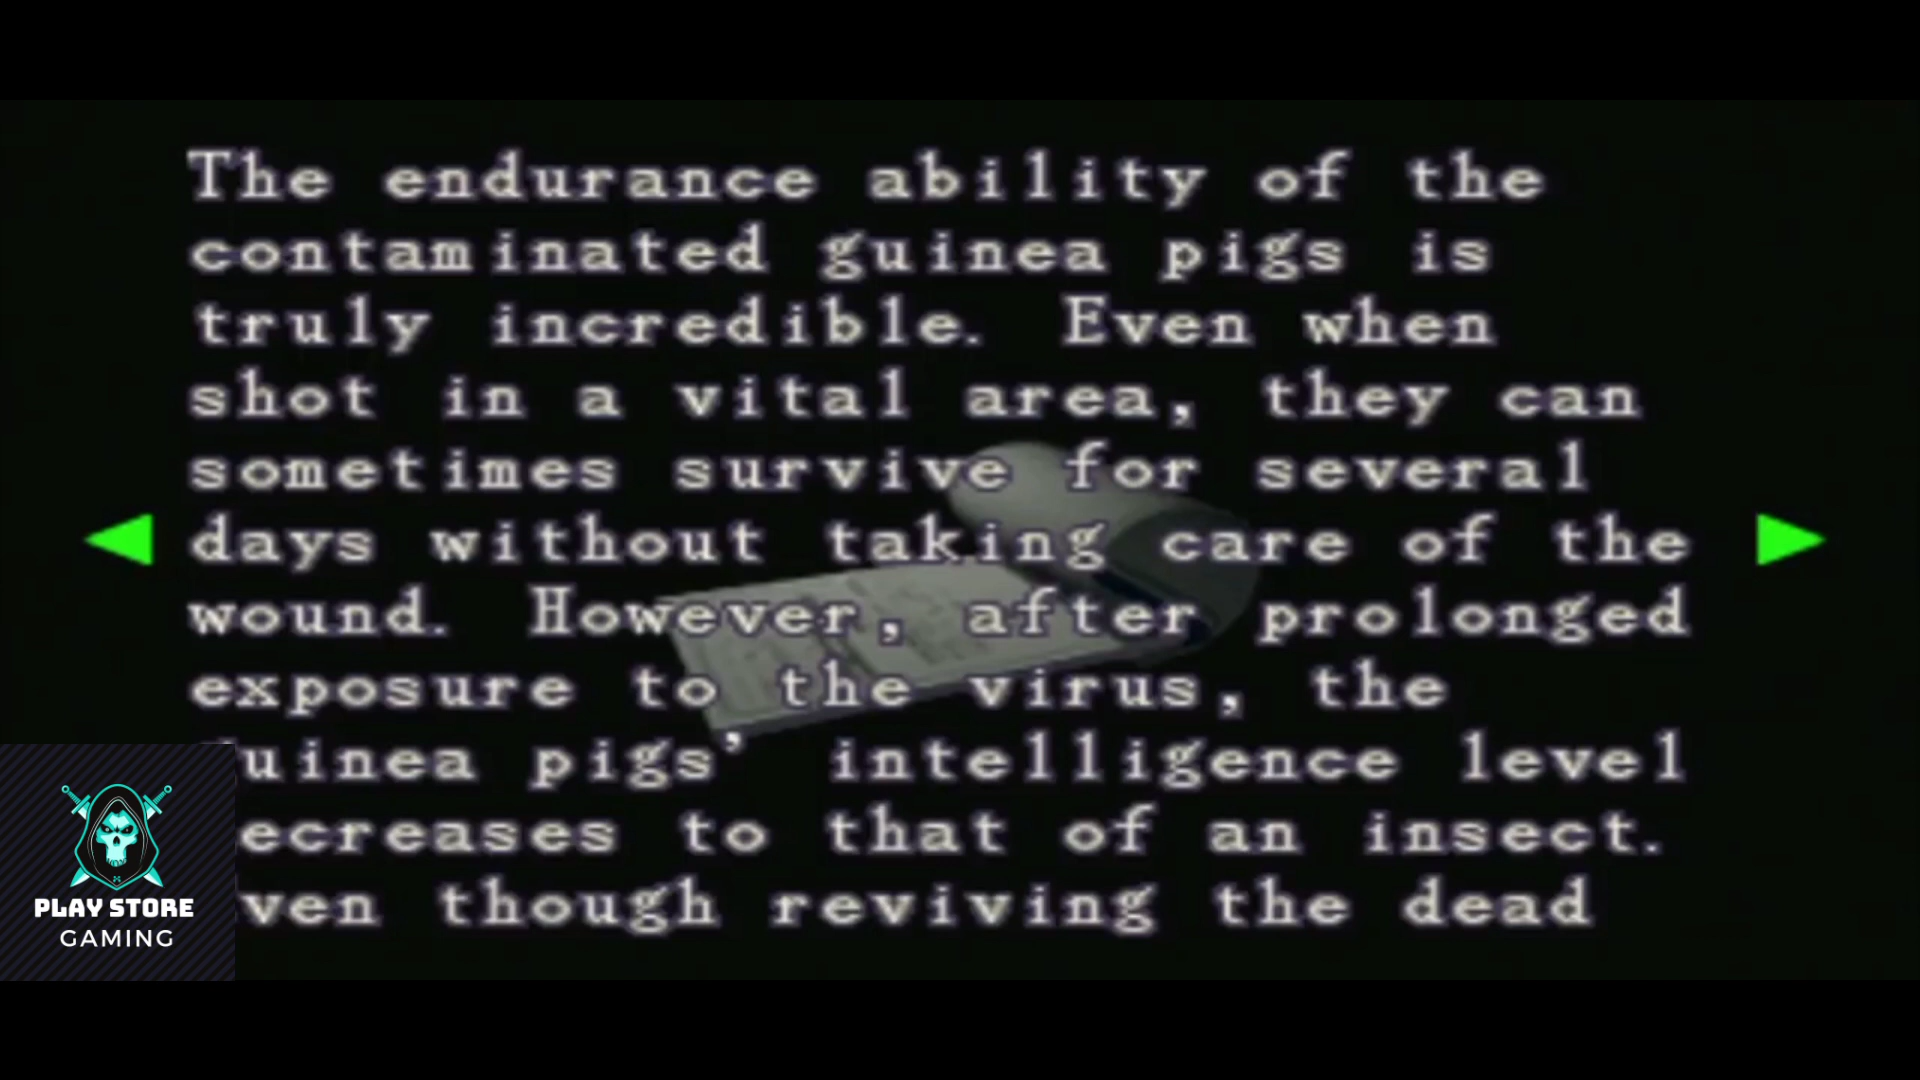 The endurance ability of the
contaminated guinea pigs is
truly incredible. Even when
shot in a vital area, they can
sometimes survive for several
days without taking care of the
wound. However, after prolonged
exposure to the virus, the
uinea pigs' intelligence level
ecreases to that of an insect.
ven though reviving the dead
PLAY STORE
GAMING